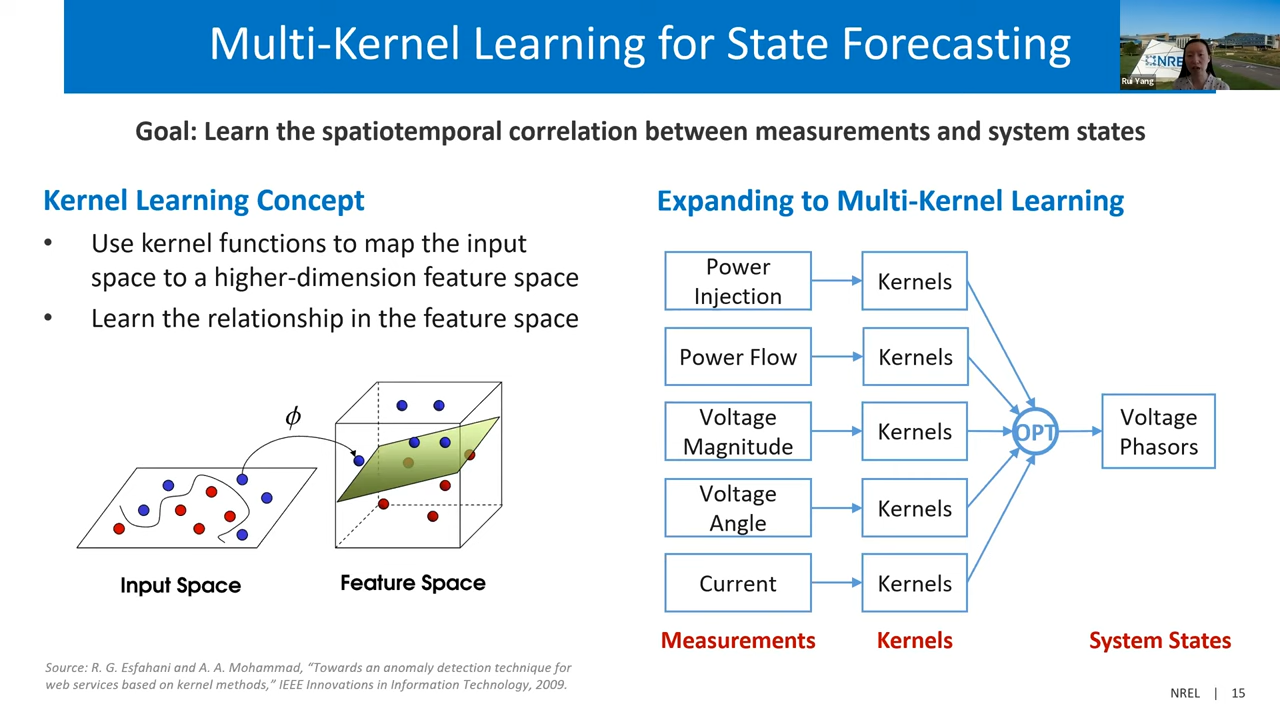 Multi-Kernel Learning for State Forecasting
NREL
Rui Yang
Goal: Learn the spatiotemporal correlation between measurements and system states
Kernel Learning Concept
• Use kernel functions to map the input
space to a higher-dimension feature space
• Learn the relationship in the feature space
ϕ
Input Space
Feature Space
Source: R. G. Esfahani and A. A. Mohammad, “Towards an anomaly detection technique for
web services based on kernel methods,” IEEE Innovations in Information Technology, 2009.
Expanding to Multi-Kernel Learning
Power
Injection
Kernels
Power Flow
Kernels
Voltage
Magnitude
Kernels
OPT
Voltage
Phasors
Voltage
Angle
Kernels
Current
Kernels
Measurements
Kernels
System States
NREL | 15